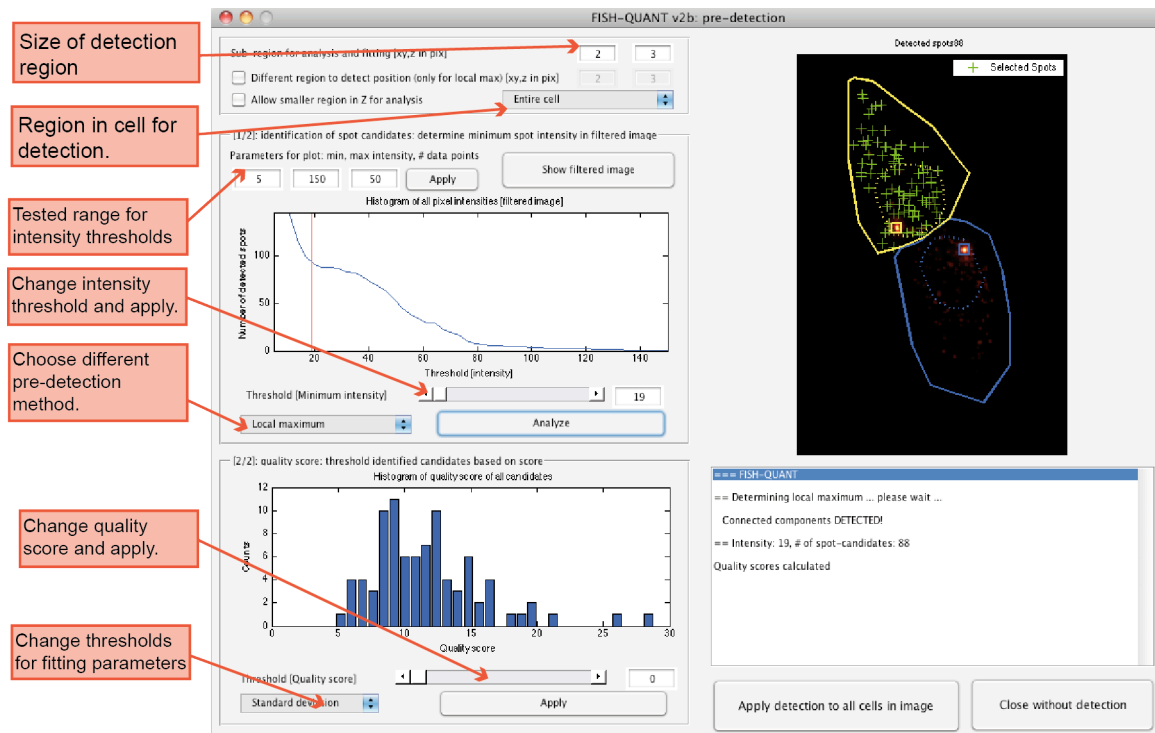 FISH-QUANT v2b: pre-detection
Size of detection
region
Sub-region for analysis and fitting [xy,z in pix]
2
3
Different region to detect position (only for local max) [xy,z in pix]
2
3
Allow smaller region in Z for analysis
Entire cell
Region in cell for
detection.
[1/2]: identification of spot candidates: determine minimum spot intensity in filtered image
Parameters for plot: min, max intensity, # data points
5
150
50
Apply
Show filtered image
Tested range for
intensity thresholds
Histogram of all pixel intensities [filtered image]
Number of detected spots
100
50
0
20
40
60
80
100
120
140
Threshold [intensity]
Change intensity
threshold and apply.
Threshold [Minimum intensity]
19
Choose different
pre-detection
method.
Local maximum
Analyze
[2/2]: quality score: threshold identified candidates based on score
Histogram of quality score of all candidates
Counts
12
10
8
6
4
2
0
0
5
10
15
20
25
30
Quality score
Change quality
score and apply.
Change thresholds
for fitting parameters
Threshold [Quality score]
0
Standard deviation
Apply
Detected spots88
Selected Spots
=== FISH-QUANT
== Determining local maximum ... please wait ...
Connected components DETECTED!
== Intensity: 19, # of spot-candidates: 88
Quality scores calculated
Apply detection to all cells in image
Close without detection